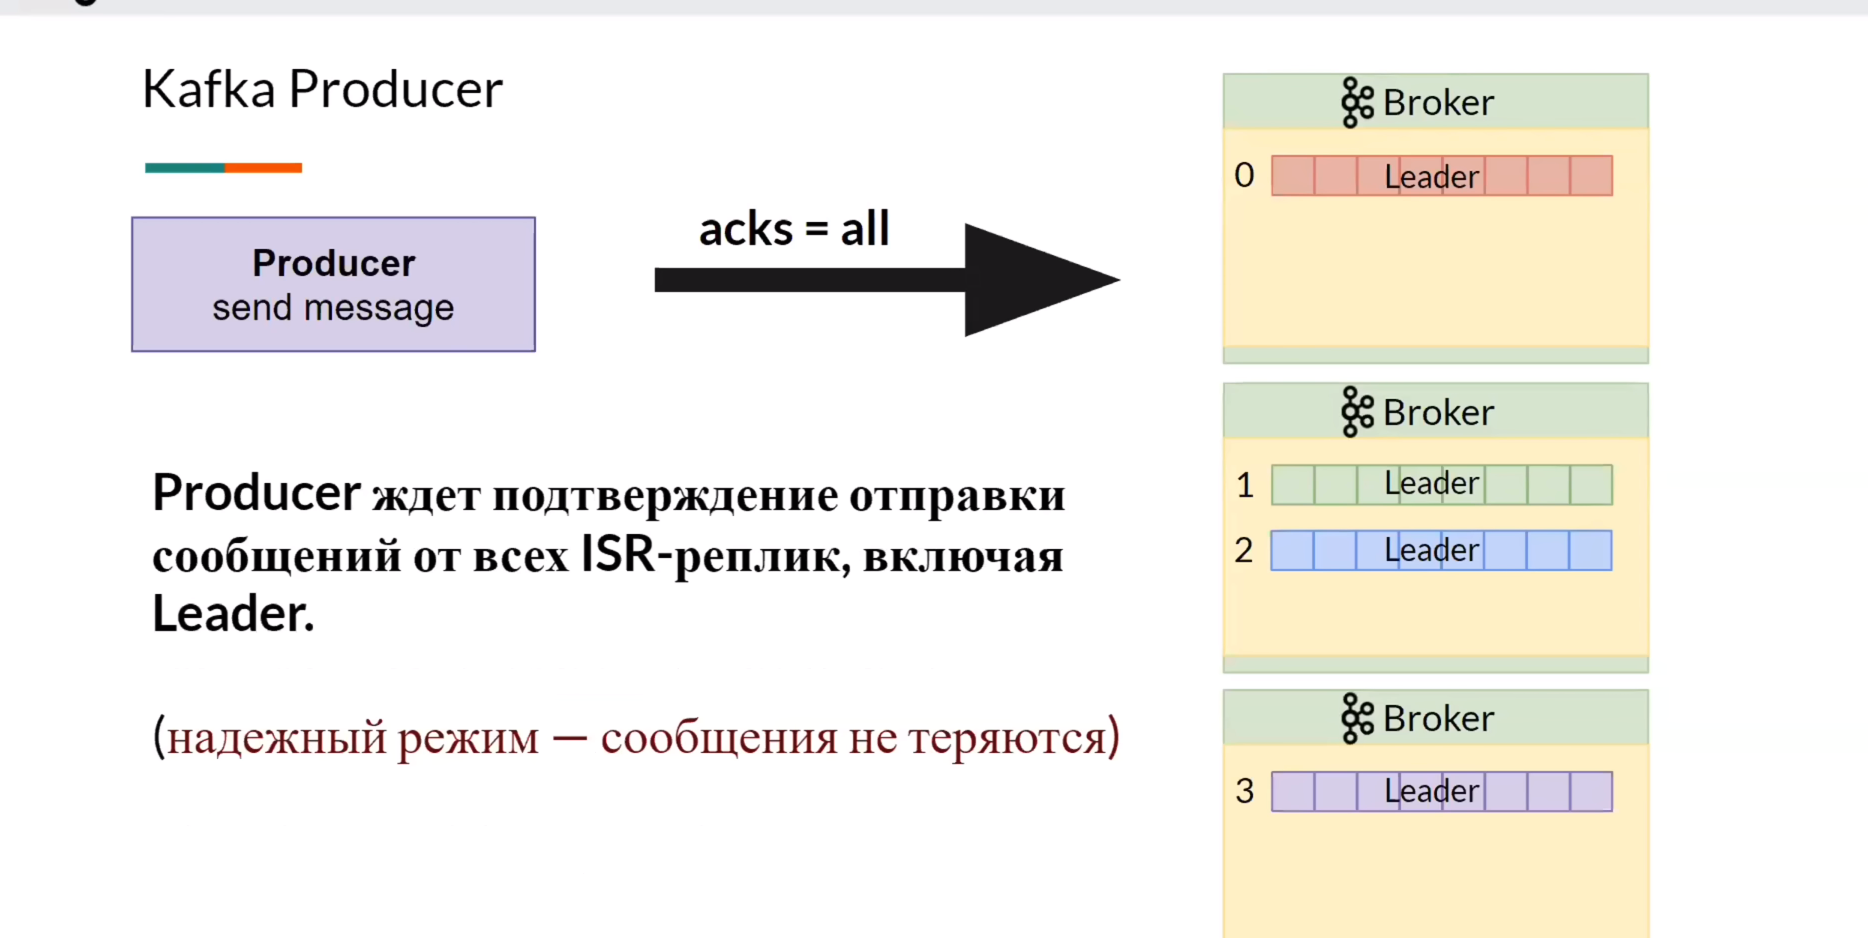 Kafka Producer
Producer
send message
acks = all
Producer ждет подтверждение отправки
сообщений от всех ISR-реплик, включая
Leader.
(надежный режим — сообщения не теряются)
Broker
0 Leader
Broker
1 Leader
2 Leader
Broker
3 Leader